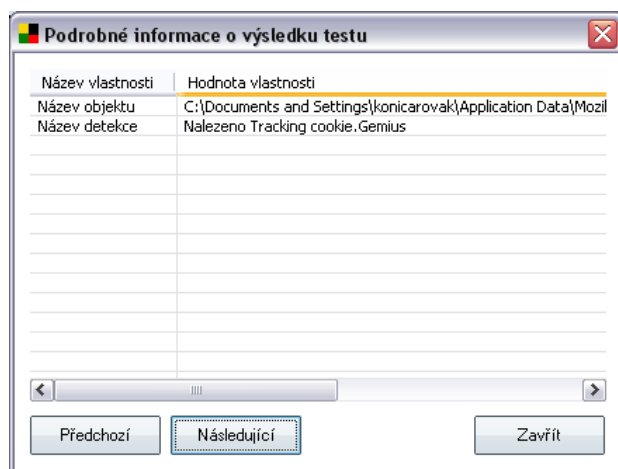 Podrobné informace o výsledku testu
Název vlastnosti Hodnota vlastnosti
Název objektu C:\Documents and Settings\konicarovak\Application Data\Mozil
Název detekce Nalezeno Tracking cookie.Gemius
Předchozí Následující Zavřít